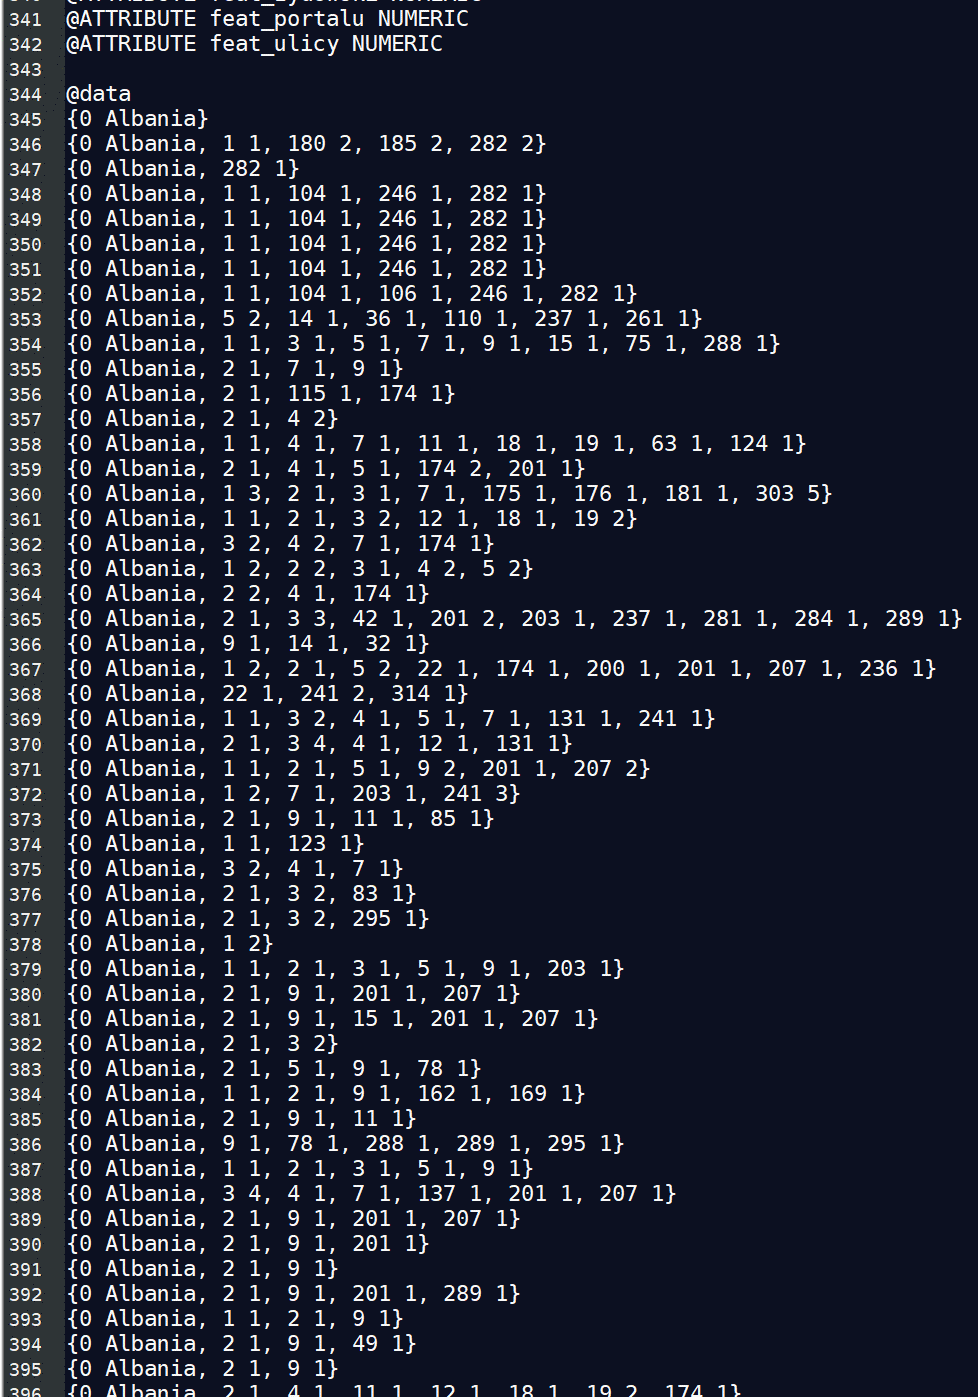 341 @ATTRIBUTE feat_portalu NUMERIC
342 @ATTRIBUTE feat_ulicy NUMERIC
343
344 @data
345 {0 Albania}
346 {0 Albania, 1 1, 180 2, 185 2, 282 2}
347 {0 Albania, 282 1}
348 {0 Albania, 1 1, 104 1, 246 1, 282 1}
349 {0 Albania, 1 1, 104 1, 246 1, 282 1}
350 {0 Albania, 1 1, 104 1, 246 1, 282 1}
351 {0 Albania, 1 1, 104 1, 246 1, 282 1}
352 {0 Albania, 1 1, 104 1, 106 1, 246 1, 282 1}
353 {0 Albania, 5 2, 14 1, 36 1, 110 1, 237 1, 261 1}
354 {0 Albania, 1 1, 3 1, 5 1, 7 1, 9 1, 15 1, 75 1, 288 1}
355 {0 Albania, 2 1, 7 1, 9 1}
356 {0 Albania, 2 1, 115 1, 174 1}
357 {0 Albania, 2 1, 4 2}
358 {0 Albania, 1 1, 4 1, 7 1, 11 1, 18 1, 19 1, 63 1, 124 1}
359 {0 Albania, 2 1, 4 1, 5 1, 174 2, 201 1}
360 {0 Albania, 1 3, 2 1, 3 1, 7 1, 175 1, 176 1, 181 1, 303 5}
361 {0 Albania, 1 1, 2 1, 3 2, 12 1, 18 1, 19 2}
362 {0 Albania, 3 2, 4 2, 7 1, 174 1}
363 {0 Albania, 1 2, 2 2, 3 1, 4 2, 5 2}
364 {0 Albania, 2 2, 4 1, 174 1}
365 {0 Albania, 2 1, 3 3, 42 1, 201 2, 203 1, 237 1, 281 1, 284 1, 289 1}
366 {0 Albania, 9 1, 14 1, 32 1}
367 {0 Albania, 1 2, 2 1, 5 2, 22 1, 174 1, 200 1, 201 1, 207 1, 236 1}
368 {0 Albania, 22 1, 241 2, 314 1}
369 {0 Albania, 1 1, 3 2, 4 1, 5 1, 7 1, 131 1, 241 1}
370 {0 Albania, 2 1, 3 4, 4 1, 12 1, 131 1}
371 {0 Albania, 1 1, 2 1, 5 1, 9 2, 201 1, 207 2}
372 {0 Albania, 1 2, 7 1, 203 1, 241 3}
373 {0 Albania, 2 1, 9 1, 11 1, 85 1}
374 {0 Albania, 1 1, 123 1}
375 {0 Albania, 3 2, 4 1, 7 1}
376 {0 Albania, 2 1, 3 2, 83 1}
377 {0 Albania, 2 1, 3 2, 295 1}
378 {0 Albania, 1 2}
379 {0 Albania, 1 1, 2 1, 3 1, 5 1, 9 1, 203 1}
380 {0 Albania, 2 1, 9 1, 201 1, 207 1}
381 {0 Albania, 2 1, 9 1, 15 1, 201 1, 207 1}
382 {0 Albania, 2 1, 3 2}
383 {0 Albania, 2 1, 5 1, 9 1, 78 1}
384 {0 Albania, 1 1, 2 1, 9 1, 162 1, 169 1}
385 {0 Albania, 2 1, 9 1, 11 1}
386 {0 Albania, 9 1, 78 1, 288 1, 289 1, 295 1}
387 {0 Albania, 1 1, 2 1, 3 1, 5 1, 9 1}
388 {0 Albania, 3 4, 4 1, 7 1, 137 1, 201 1, 207 1}
389 {0 Albania, 2 1, 9 1, 201 1, 207 1}
390 {0 Albania, 2 1, 9 1, 201 1}
391 {0 Albania, 2 1, 9 1}
392 {0 Albania, 2 1, 9 1, 201 1, 289 1}
393 {0 Albania, 1 1, 2 1, 9 1}
394 {0 Albania, 2 1, 9 1, 49 1}
395 {0 Albania, 2 1, 9 1}
396 {0 Albania, 2 1, 4 1, 11 1, 12 1, 18 1, 19 2, 174 1}